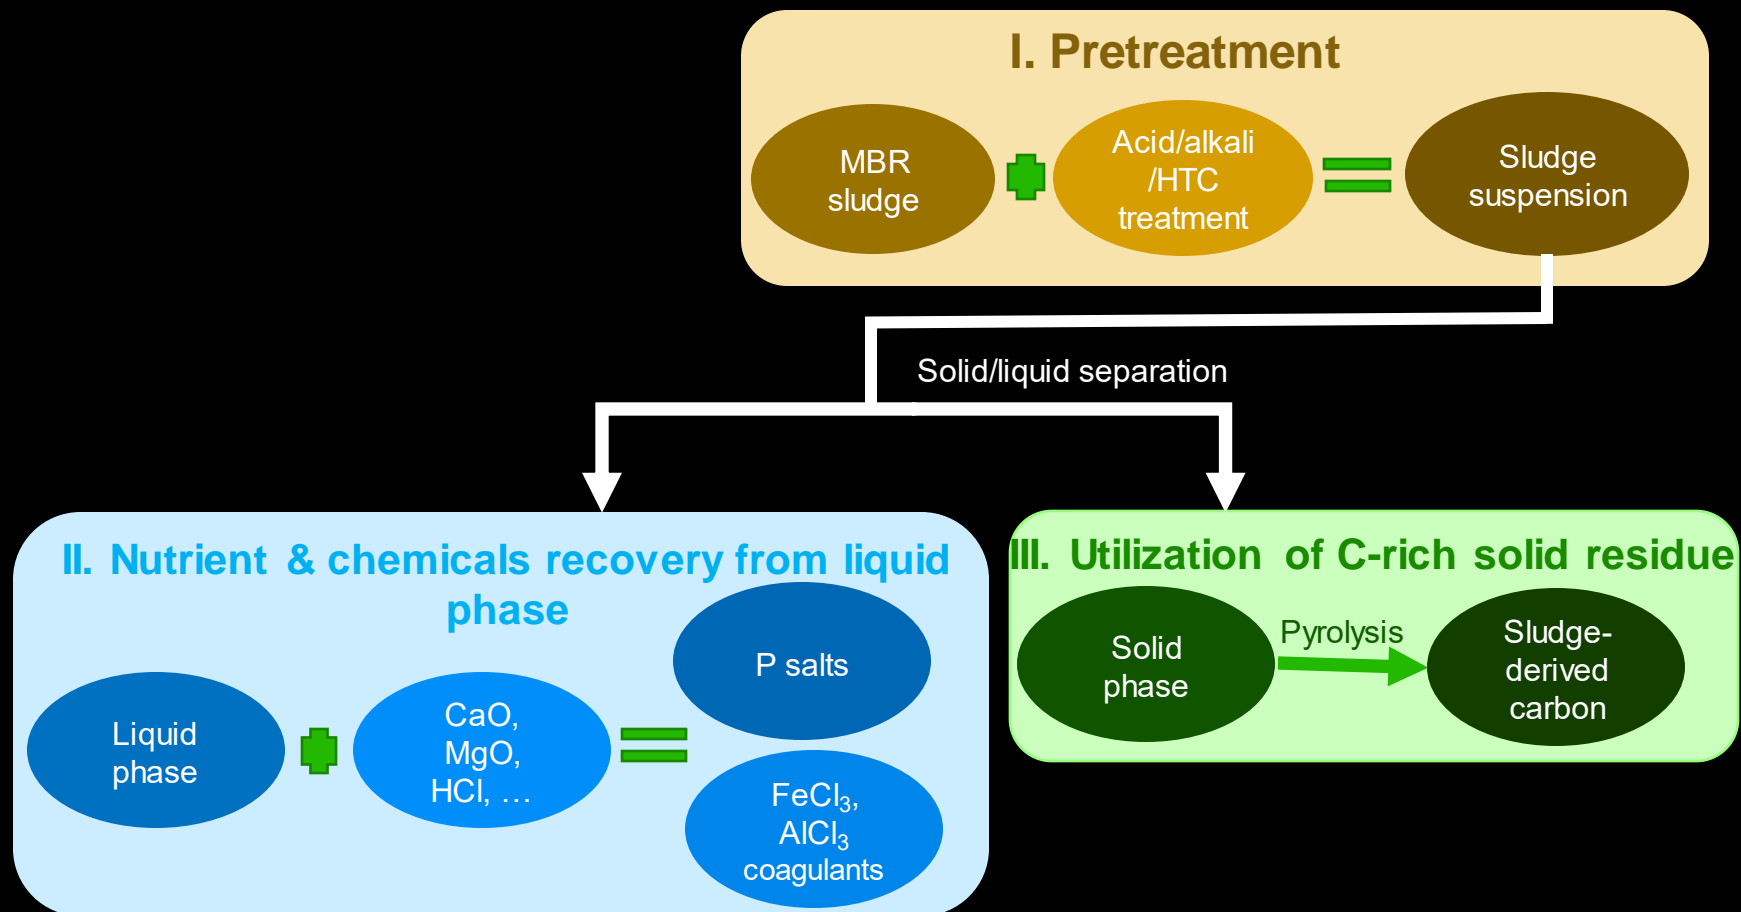 I. Pretreatment
MBR
sludge
Acid/alkali
/HTC
treatment
Sludge
suspension
Solid/liquid separation
II. Nutrient & chemicals recovery from liquid
phase
Liquid
phase
CaO,
MgO,
HCl, …
P salts
FeCl₃,
AlCl₃
coagulants
III. Utilization of C-rich solid residue
Solid
phase
Pyrolysis
Sludge-
derived
carbon